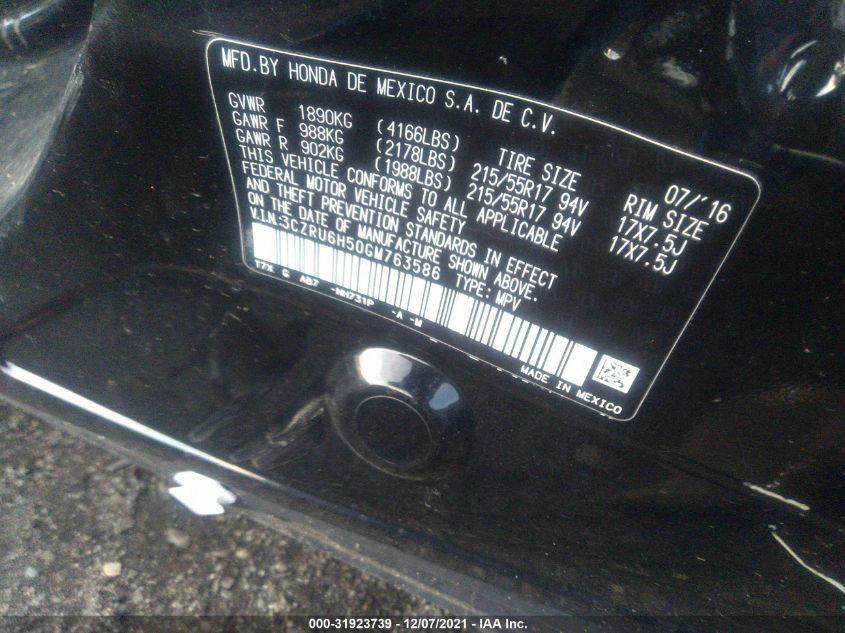 MFD.BY HONDA DE MEXICO S.A. DE C.V.
07/'16
GVWR 1890KG (4166LBS) TIRE SIZE RIM SIZE
GAWR F 988KG (2178LBS) 215/55R17 94V 17X7.5J
GAWR R 902KG (1988LBS) 215/55R17 94V 17X7.5J
THIS VEHICLE CONFORMS TO ALL APPLICABLE
FEDERAL MOTOR VEHICLE SAFETY
AND THEFT PREVENTION STANDARDS IN EFFECT
ON THE DATE OF MANUFACTURE SHOWN ABOVE.
V.I.N:3CZRU6H50GM763586 TYPE: MPV
T7X G AB7 -NH731P -A -M
MADE IN MEXICO
000-31923739 - 12/07/2021 - IAA Inc.